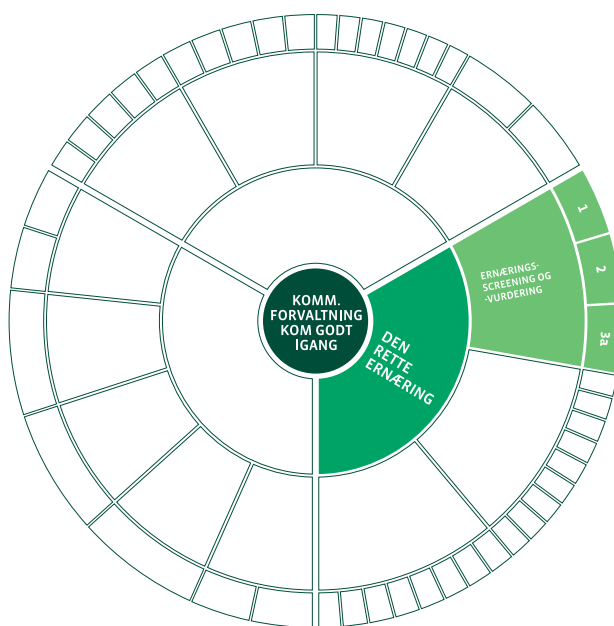 KOMM.
FORVALTNING
KOM GODT
IGANG
DEN
RETTE
ERNÆRING
ERNÆRINGS-
SCREENING OG
-VURDERING
1
2
3a